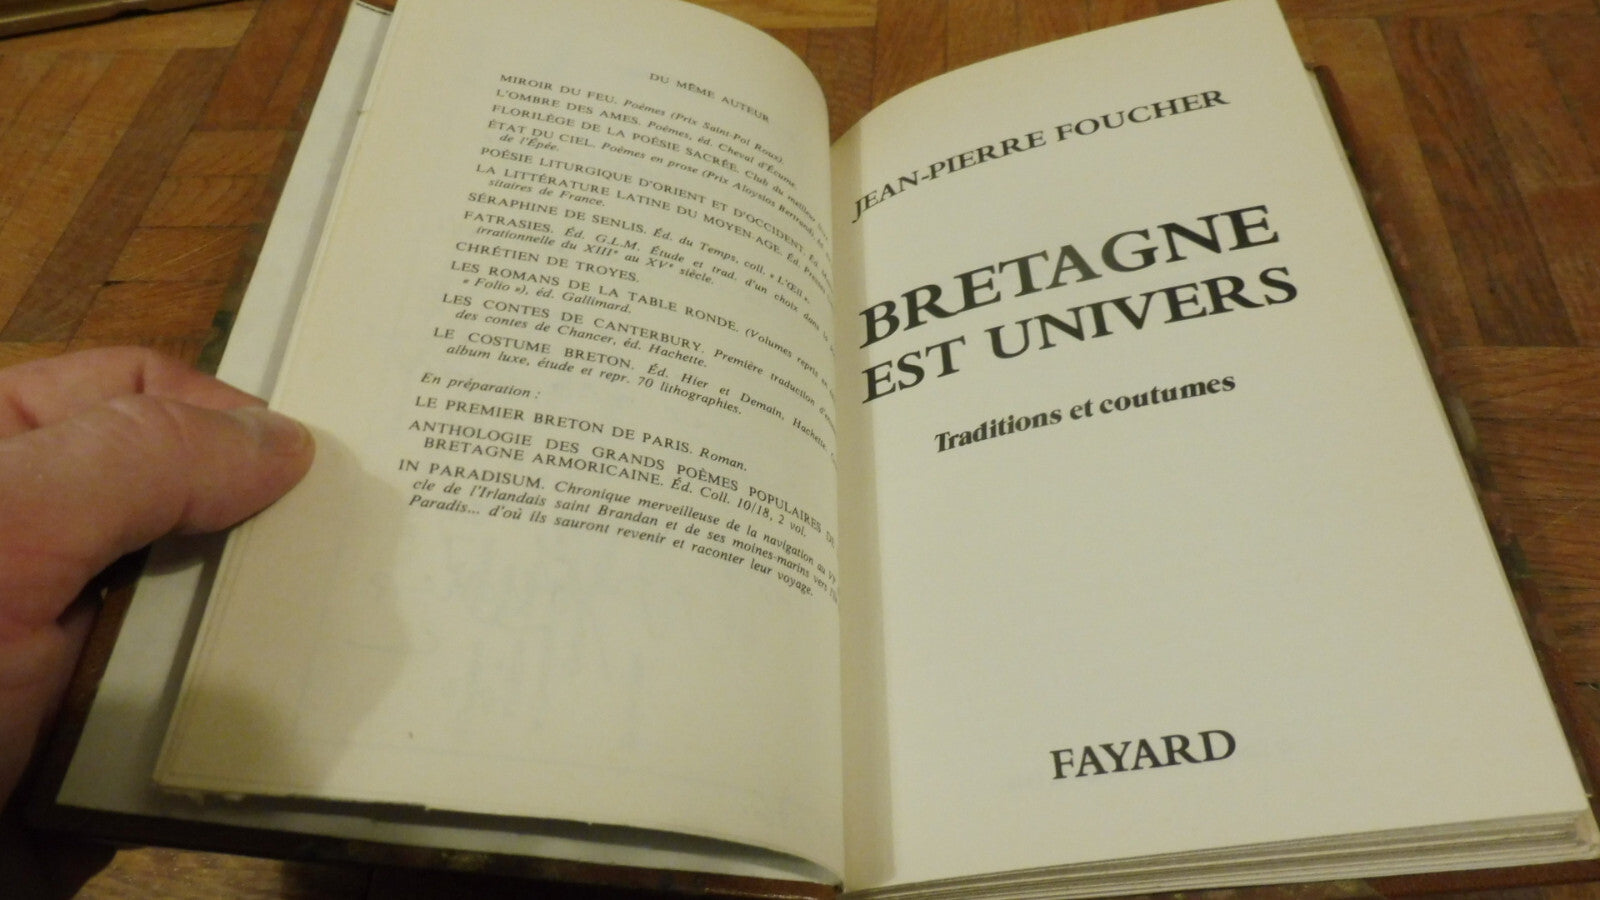 DU MÊME AUTEUR
MIROIR DU FEU. Poèmes (Prix Saint-Pol Roux).
L'OMBRE DES AMES. Poèmes, éd. Cheval d'Écume.
FLORILÈGE DE LA POÉSIE SACRÉE. Club du meilleur
ÉTAT DU CIEL. Poèmes en prose (Prix Aloysios Bertrand),
de l'Épée.
POÉSIE LITURGIQUE D'ORIENT ET D'OCCIDENT. Éd.
LA LITTÉRATURE LATINE DU MOYEN AGE. Éd. Presses
sitaires de France.
SÉRAPHINE DE SENLIS. Éd. du Temps, coll. « L'Œil ».
FATRASIES. Éd. G.L.M. Étude et trad. d'un choix dans la
irrationnelle du XIIIe au XVe siècle.
CHRÉTIEN DE TROYES.
LES ROMANS DE LA TABLE RONDE. (Volumes repris en
« Folio »), éd. Gallimard.
LES CONTES DE CANTERBURY. Première traduction
des contes de Chancer, éd. Hachette.
LE COSTUME BRETON. Éd. Hier et Demain, Hachette,
album luxe, étude et repr. 70 lithographies.
En préparation :
LE PREMIER BRETON DE PARIS. Roman.
ANTHOLOGIE DES GRANDS POÈMES POPULAIRES DE
BRETAGNE ARMORICAINE. Éd. Coll. 10/18, 2 vol.
IN PARADISUM. Chronique merveilleuse de la navigation au VIe
cle de l'Irlandais saint Brandan et de ses moines-marins vers
Paradis... d'où ils sauront revenir et raconter leur voyage.
JEAN-PIERRE FOUCHER
BRETAGNE
EST UNIVERS
Traditions et coutumes
FAYARD